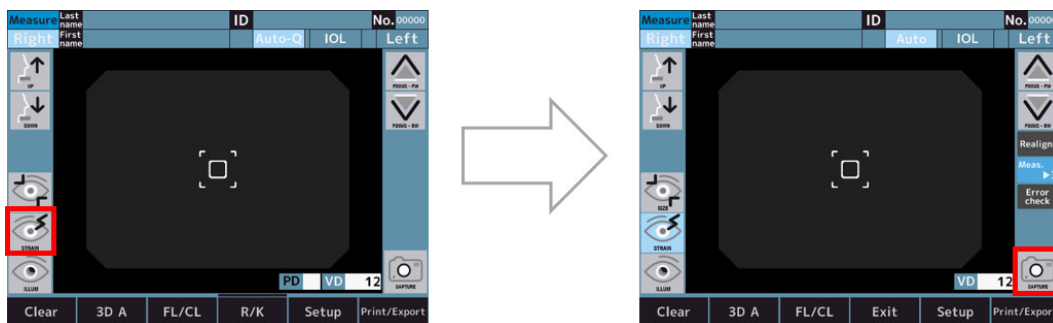 Measure Last name ID No. 00000
Right First name Auto-Q IOL Left
UP
DOWN
FOCUS - FW
FOCUS - BW
STRAIN
ILLUM
PD VD 12
CAPTURE
Clear 3D A FL/CL R/K Setup Print/Export
Measure Last name ID No. 0000
Right First name Auto IOL Left
UP
DOWN
FOCUS - FW
FOCUS - BW
Realign
Meas.
Error
check
SIZE
STRAIN
ILLUM
VD 12
CAPTURE
Clear 3D A FL/CL Exit Setup Print/Expor